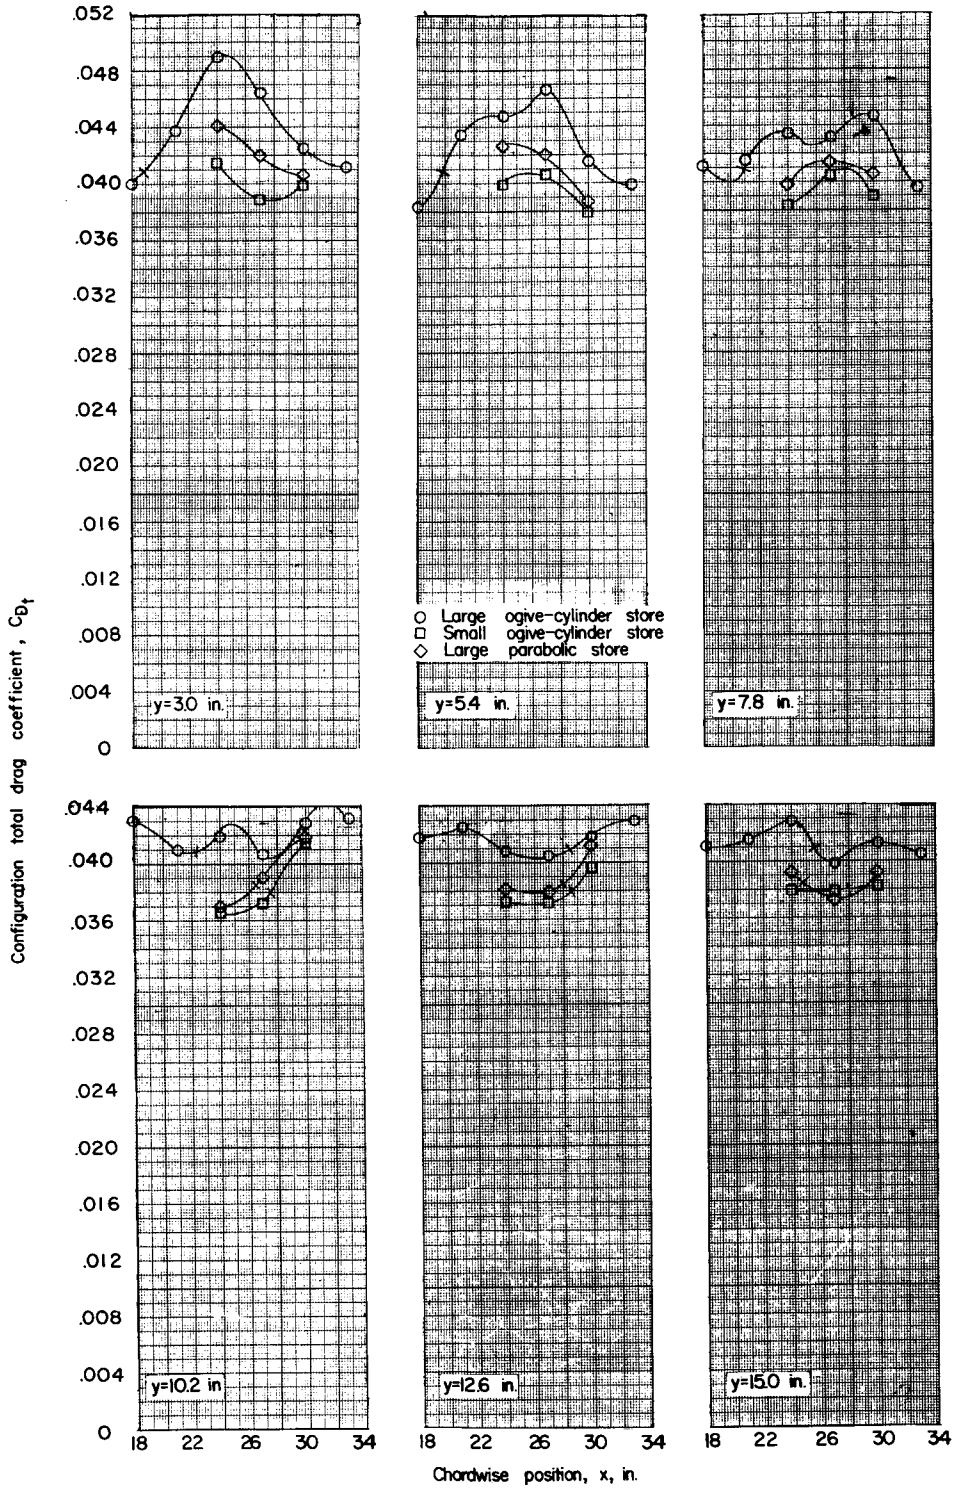 .052
.048
.044
.040
.036
.032
.028
.024
.020
.016
.012
.008
.004
0
y=3.0 in.
Large ogive-cylinder store
Small ogive-cylinder store
Large parabolic store
y=5.4 in.
y=7.8 in.
Configuration total drag coefficient, CDt
.044
.040
.036
.032
.028
.024
.020
.016
.012
.008
.004
0
y=10.2 in
y=12.6 in.
y=15.0 in.
18 22 26 30 34
18 22 26 30 34
18 22 26 30 34
Chordwise position, x, in.